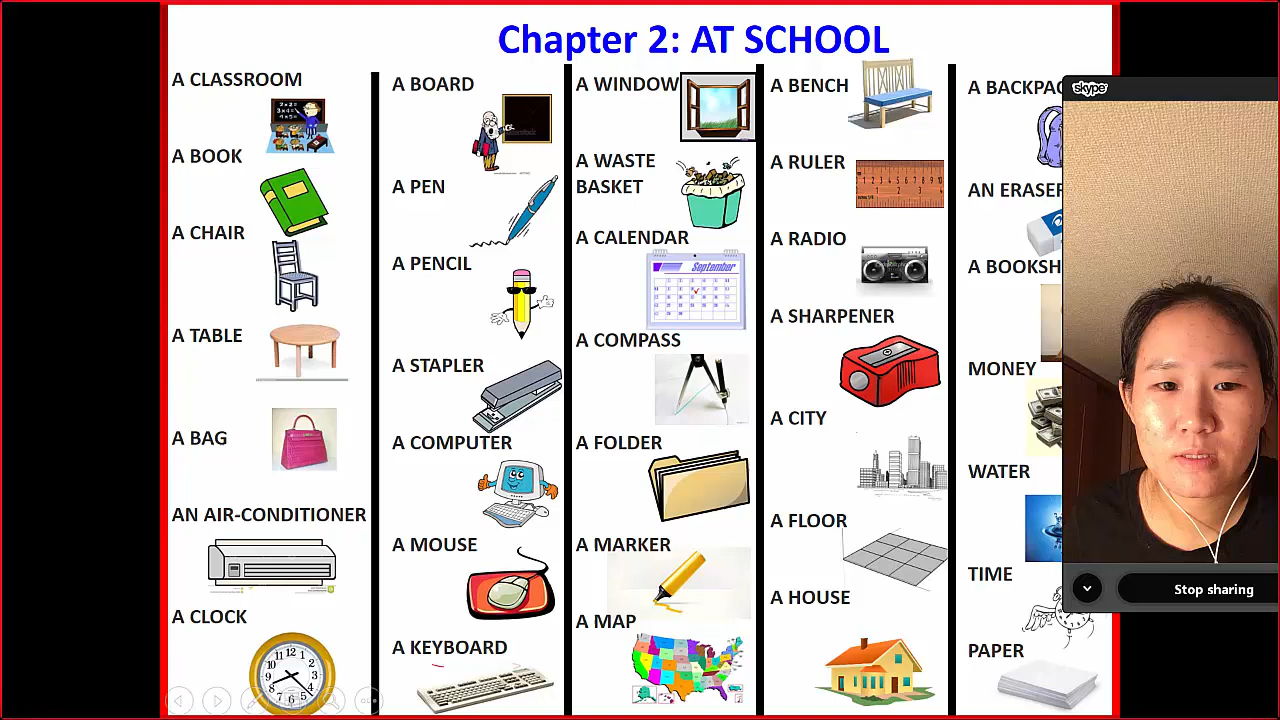 Chapter 2: AT SCHOOL
A CLASSROOM
A BOOK
A CHAIR
A TABLE
A BAG
AN AIR-CONDITIONER
A CLOCK
A BOARD
A PEN
A PENCIL
A STAPLER
A COMPUTER
A MOUSE
A KEYBOARD
A WINDOW
A WASTE
BASKET
A CALENDAR
September
A COMPASS
A FOLDER
A MARKER
A MAP
A BENCH
A RULER
A RADIO
A SHARPENER
A CITY
A FLOOR
A HOUSE
A BACKPAC
AN ERASER
A BOOKSH
MONEY
WATER
TIME
PAPER
skype
Stop sharing